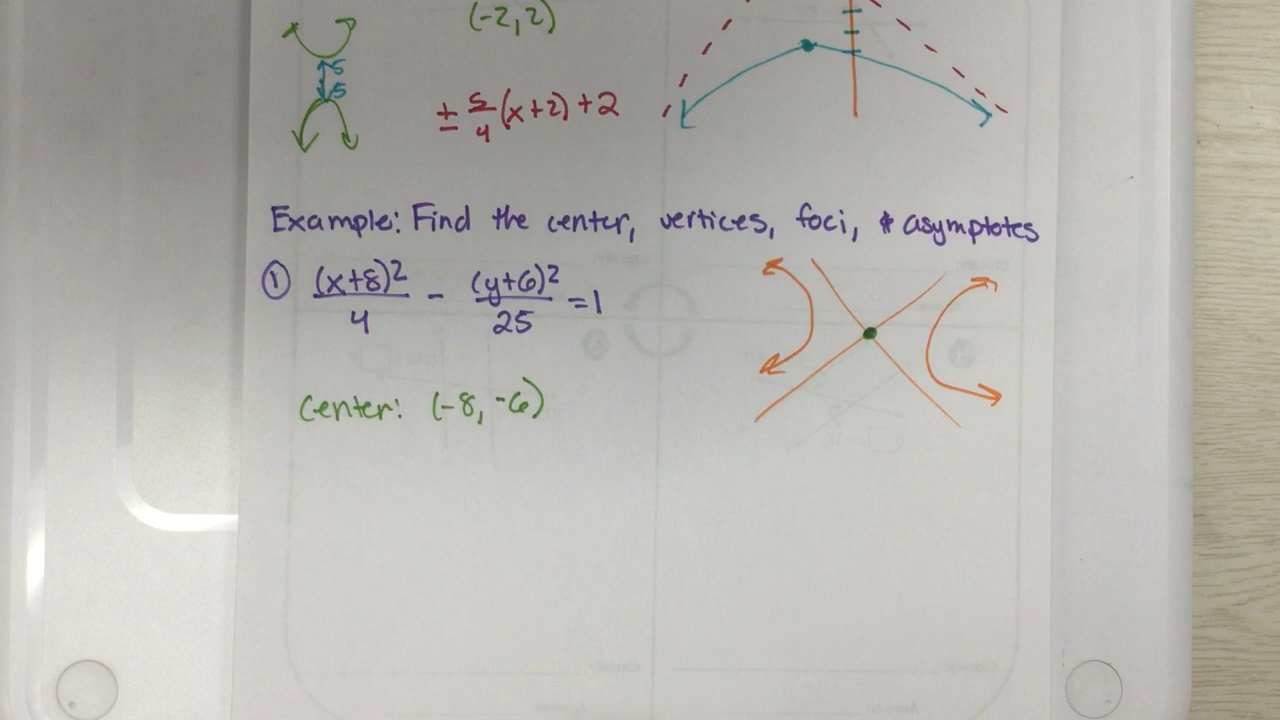 (-2,2)
5
5
± 5/4 (x+2)+2
Example: Find the center, vertices, foci, & asymptotes
① (x+8)²/4 - (y+6)²/25 =1
center: (-8, -6)